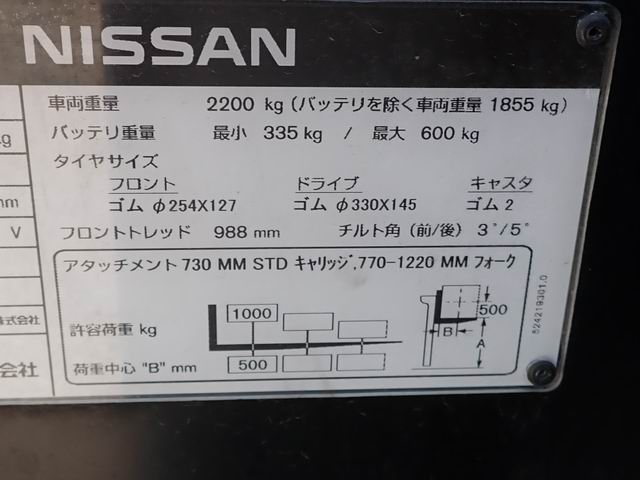 NISSAN
車両重量 2200 kg (バッテリを除く車両重量 1855 kg)
kg
バッテリ重量 最小 335 kg / 最大 600 kg
タイヤサイズ
フロント ドライブ キャスタ
mm ゴム φ254X127 ゴム φ330X145 ゴム 2
V フロントトレッド 988 mm チルト角 (前/後) 3°/5°
アタッチメント 730 MM STD キャリッジ,770-1220 MM フォーク
1000
500
株式会社
許容荷重 kg
B
A
会社
荷重中心 "B" mm 500
524219301.0